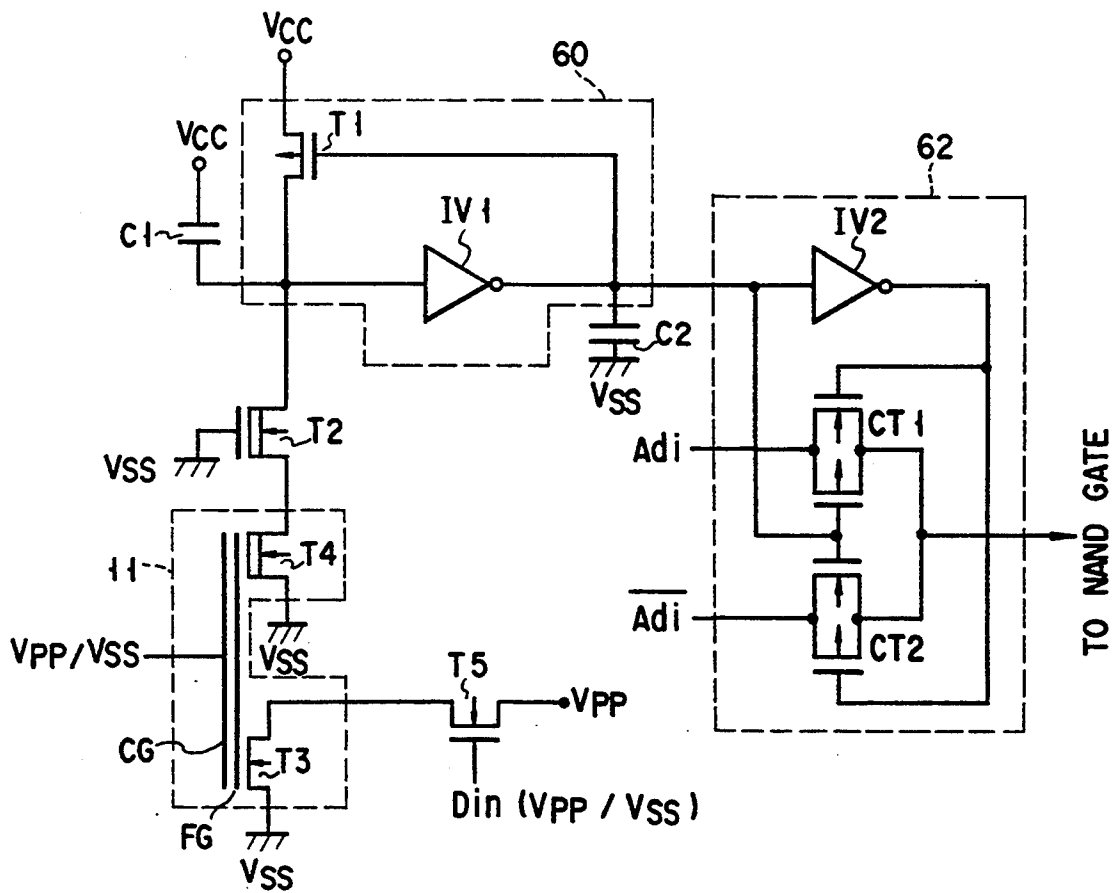 VCC
60
VCC
T1
62
C1
IV1
IV2
C2
VSS
T2
VSS
CT1
Adi
11
T4
VSS
A̅d̅i̅
CT2
TO NAND GATE
VPP/VSS
T5
VPP
CG
T3
Din (VPP / VSS)
FG
VSS